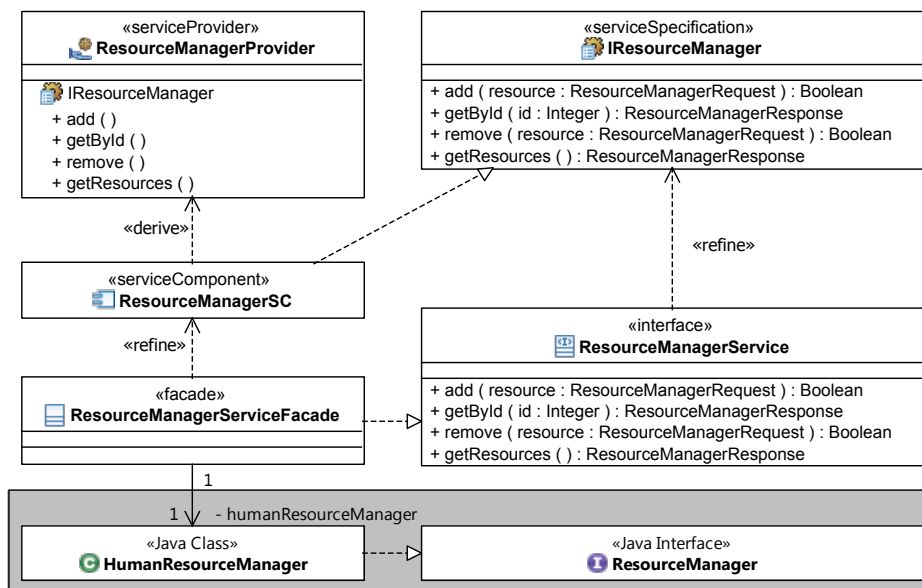 «serviceProvider»
ResourceManagerProvider
IResourceManager
+ add ( )
+ getById ( )
+ remove ( )
+ getResources ( )
«serviceSpecification»
IResourceManager
+ add ( resource : ResourceManagerRequest ) : Boolean
+ getById ( id : Integer ) : ResourceManagerResponse
+ remove ( resource : ResourceManagerRequest ) : Boolean
+ getResources ( ) : ResourceManagerResponse
«derive»
«refine»
«serviceComponent»
ResourceManagerSC
«refine»
«interface»
ResourceManagerService
+ add ( resource : ResourceManagerRequest ) : Boolean
+ getById ( id : Integer ) : ResourceManagerResponse
+ remove ( resource : ResourceManagerRequest ) : Boolean
+ getResources ( ) : ResourceManagerResponse
«facade»
ResourceManagerServiceFacade
1
1 - humanResourceManager
«Java Class»
C HumanResourceManager
«Java Interface»
I ResourceManager